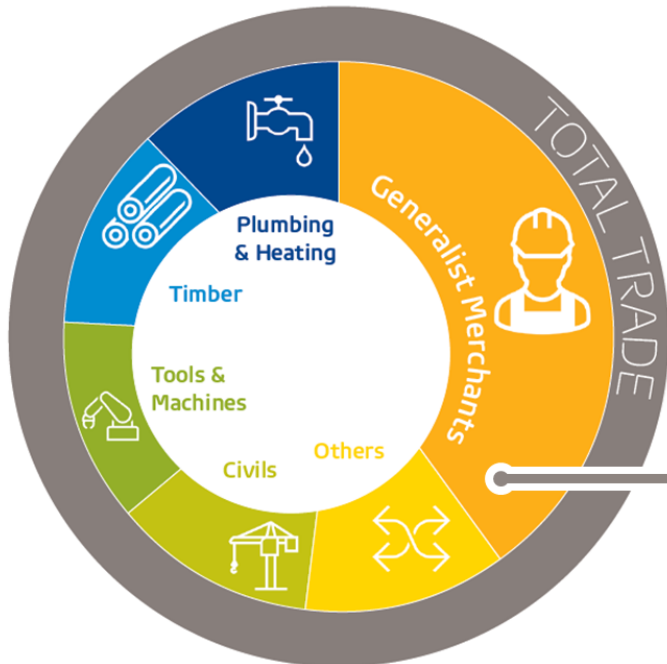 TOTAL TRADE
Generalist Merchants
Plumbing
& Heating
Timber
Tools &
Machines
Civils
Others